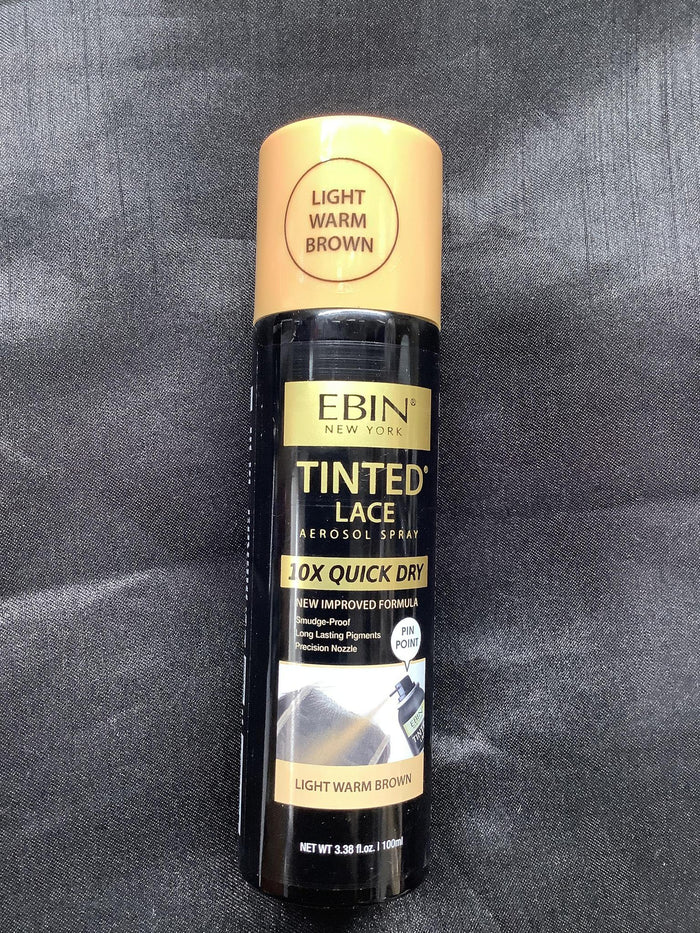 LIGHT
WARM
BROWN
EBIN®
NEW YORK
TINTED®
LACE
AEROSOL SPRAY
10X QUICK DRY
NEW IMPROVED FORMULA
Smudge-Proof
Long Lasting Pigments
Precision Nozzle
PIN
POINT
EBIN
LIGHT WARM BROWN
NET WT 3.38 fl.oz. | 100ml